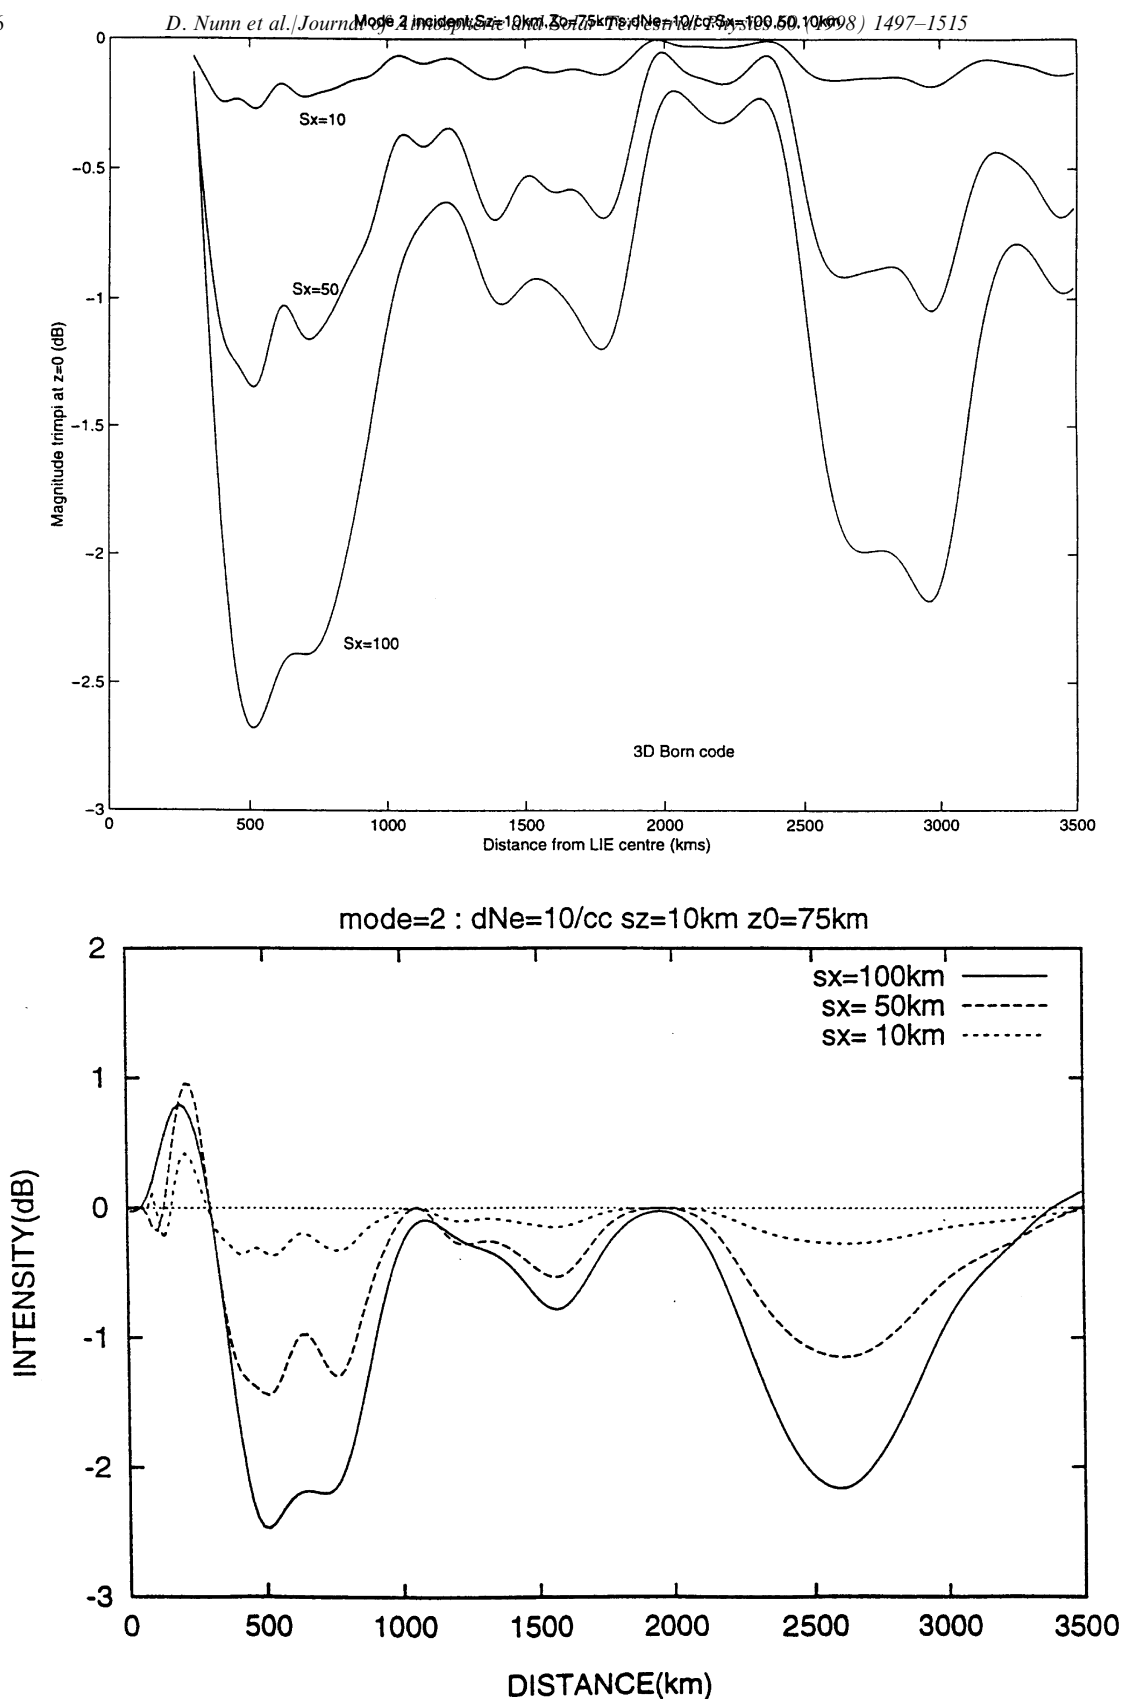 6
D. Nunn et al./Journal of Atmospheric and Solar-Terrestrial Physics 60 (1998) 1497–1515
Mode 2 incident,Sz=10km,Zo=75kms;dNe=10/cc,Sx=100,50,10km
0
−0.5
−1
−1.5
−2
−2.5
−3
Magnitude trimpi at z=0 (dB)
Sx=10
Sx=50
Sx=100
3D Born code
0 500 1000 1500 2000 2500 3000 3500
Distance from LIE centre (kms)
mode=2 : dNe=10/cc sz=10km z0=75km
2
1
0
-1
-2
-3
INTENSITY(dB)
sx=100km
sx= 50km
sx= 10km
0 500 1000 1500 2000 2500 3000 3500
DISTANCE(km)